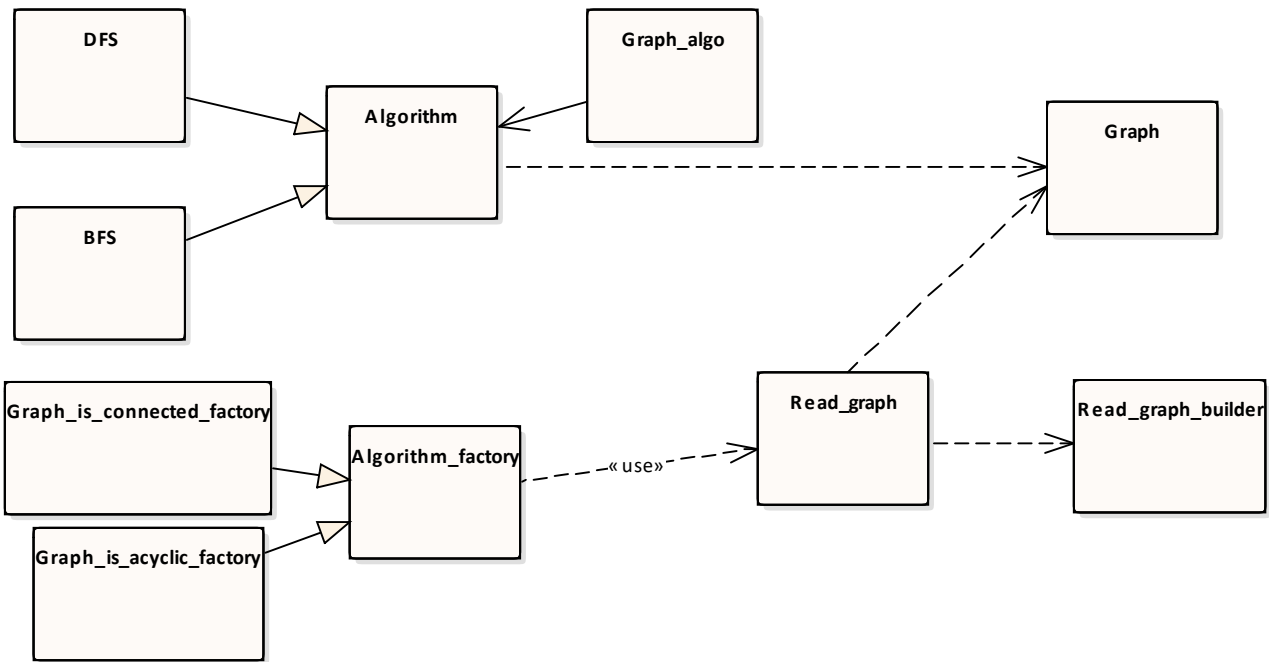 DFS
Graph_algo
Algorithm
Graph
BFS
Graph_is_connected_factory
Algorithm_factory
Read_graph
Read_graph_builder
«use»
Graph_is_acyclic_factory